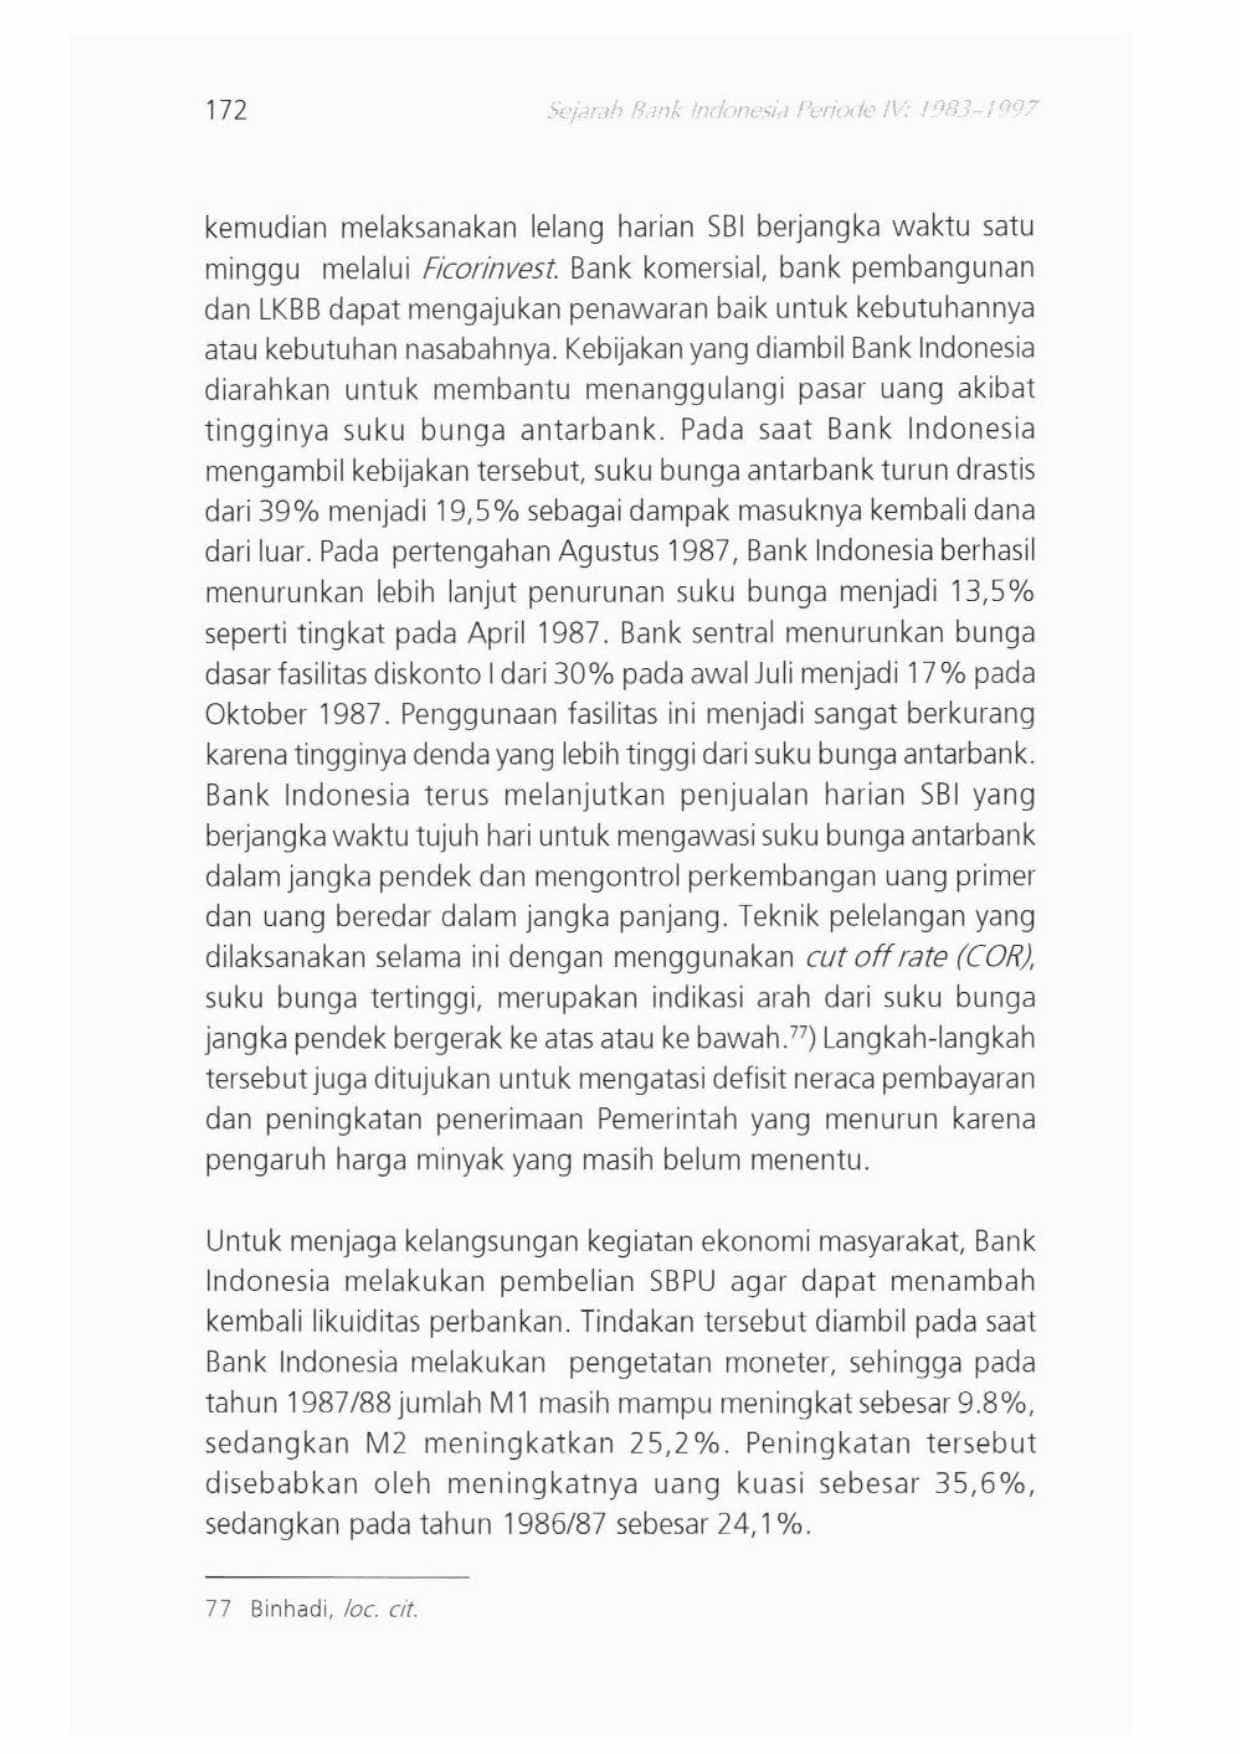 172
Sejarah Bank Indonesia Periode IV: 1983–1997
kemudian melaksanakan lelang harian SBI berjangka waktu satu
minggu melalui Ficorinvest. Bank komersial, bank pembangunan
dan LKBB dapat mengajukan penawaran baik untuk kebutuhannya
atau kebutuhan nasabahnya. Kebijakan yang diambil Bank Indonesia
diarahkan untuk membantu menanggulangi pasar uang akibat
tingginya suku bunga antarbank. Pada saat Bank Indonesia
mengambil kebijakan tersebut, suku bunga antarbank turun drastis
dari 39% menjadi 19,5% sebagai dampak masuknya kembali dana
dari luar. Pada pertengahan Agustus 1987, Bank Indonesia berhasil
menurunkan lebih lanjut penurunan suku bunga menjadi 13,5%
seperti tingkat pada April 1987. Bank sentral menurunkan bunga
dasar fasilitas diskonto I dari 30% pada awal Juli menjadi 17% pada
Oktober 1987. Penggunaan fasilitas ini menjadi sangat berkurang
karena tingginya denda yang lebih tinggi dari suku bunga antarbank.
Bank Indonesia terus melanjutkan penjualan harian SBI yang
berjangka waktu tujuh hari untuk mengawasi suku bunga antarbank
dalam jangka pendek dan mengontrol perkembangan uang primer
dan uang beredar dalam jangka panjang. Teknik pelelangan yang
dilaksanakan selama ini dengan menggunakan cut off rate (COR),
suku bunga tertinggi, merupakan indikasi arah dari suku bunga
jangka pendek bergerak ke atas atau ke bawah.⁷⁷) Langkah-langkah
tersebut juga ditujukan untuk mengatasi defisit neraca pembayaran
dan peningkatan penerimaan Pemerintah yang menurun karena
pengaruh harga minyak yang masih belum menentu.
Untuk menjaga kelangsungan kegiatan ekonomi masyarakat, Bank
Indonesia melakukan pembelian SBPU agar dapat menambah
kembali likuiditas perbankan. Tindakan tersebut diambil pada saat
Bank Indonesia melakukan pengetatan moneter, sehingga pada
tahun 1987/88 jumlah M1 masih mampu meningkat sebesar 9.8%,
sedangkan M2 meningkatkan 25,2%. Peningkatan tersebut
disebabkan oleh meningkatnya uang kuasi sebesar 35,6%,
sedangkan pada tahun 1986/87 sebesar 24,1%.
77 Binhadi, loc. cit.